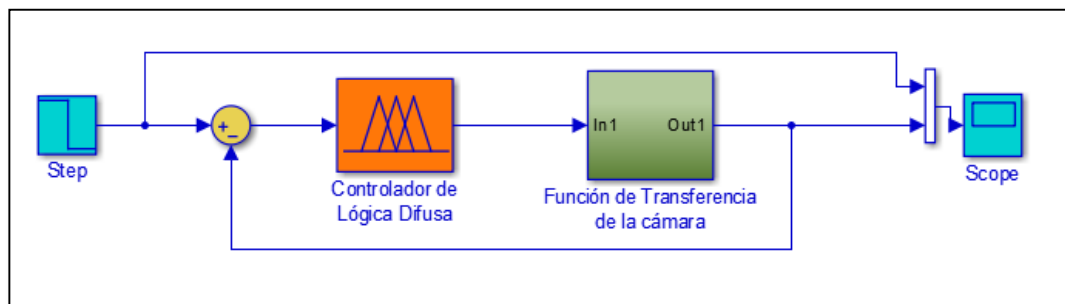 Step
+
−
Controlador de
Lógica Difusa
In1
Out1
Función de Transferencia
de la cámara
Scope